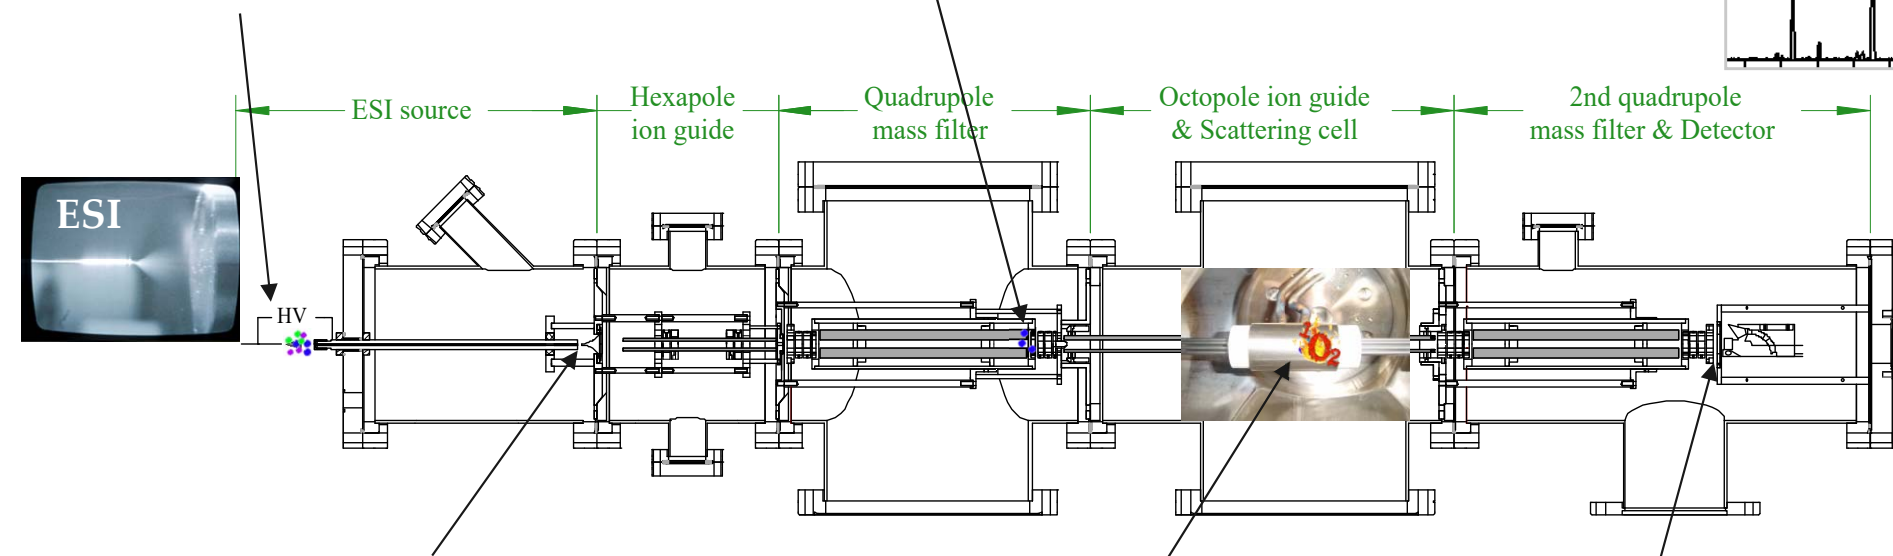 ESI source
Hexapole
ion guide
Quadrupole
mass filter
Octopole ion guide
& Scattering cell
2nd quadrupole
mass filter & Detector
ESI
HV
¹O₂